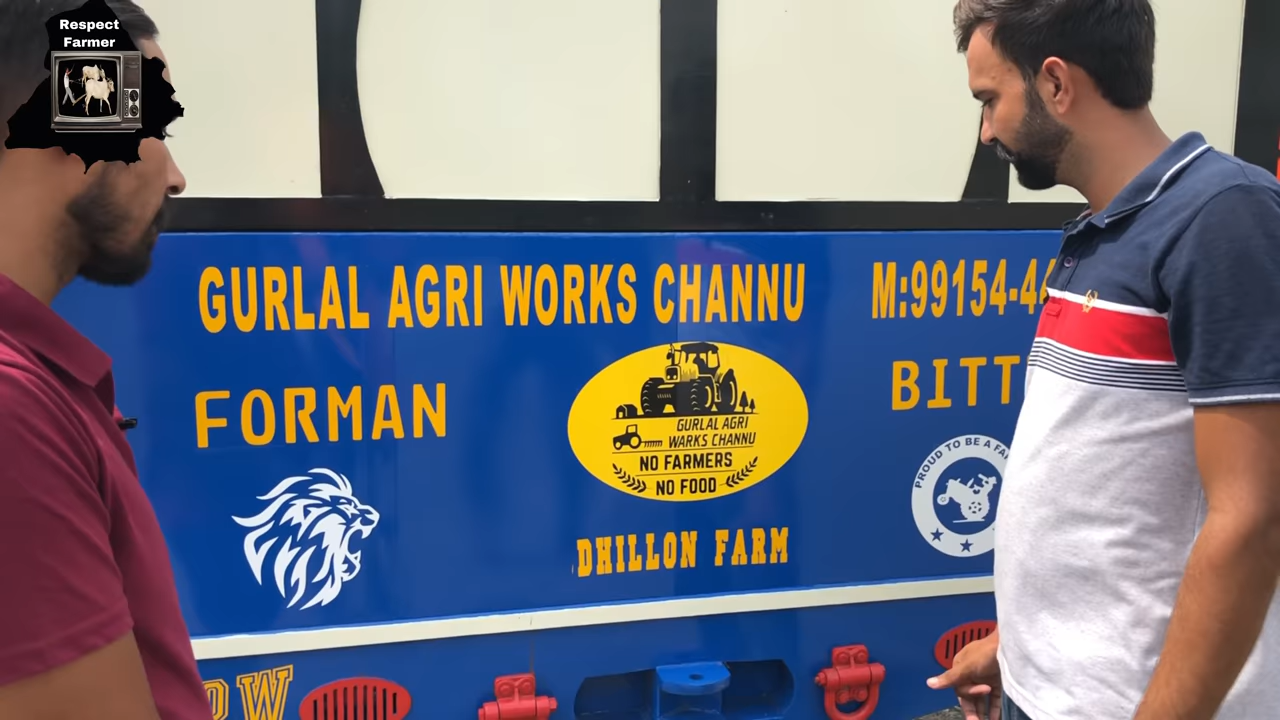 Respect
Farmer
GURLAL AGRI WORKS CHANNU
M:99154-44
FORMAN
BITT
GURLAL AGRI
WARKS CHANNU
NO FARMERS
NO FOOD
PROUD TO BE A FA
DHILLON FARM